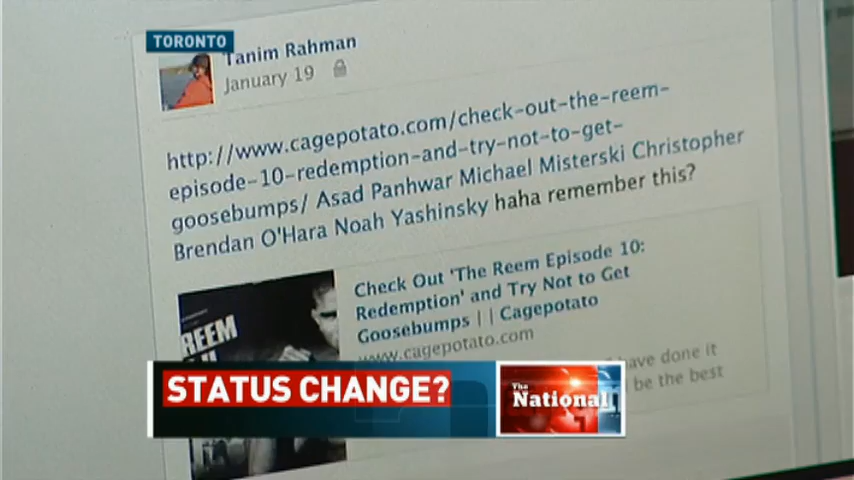 TORONTO
Tanim Rahman
January 19
http://www.cagepotato.com/check-out-the-reem-
episode-10-redemption-and-try-not-to-get-
goosebumps/ Asad Panhwar Michael Misterski Christopher
Brendan O'Hara Noah Yashinsky haha remember this?
Check Out 'The Reem Episode 10:
Redemption' and Try Not to Get
Goosebumps || Cagepotato
www.cagepotato.com
have done it
be the best
REEM
STATUS CHANGE?
The
National